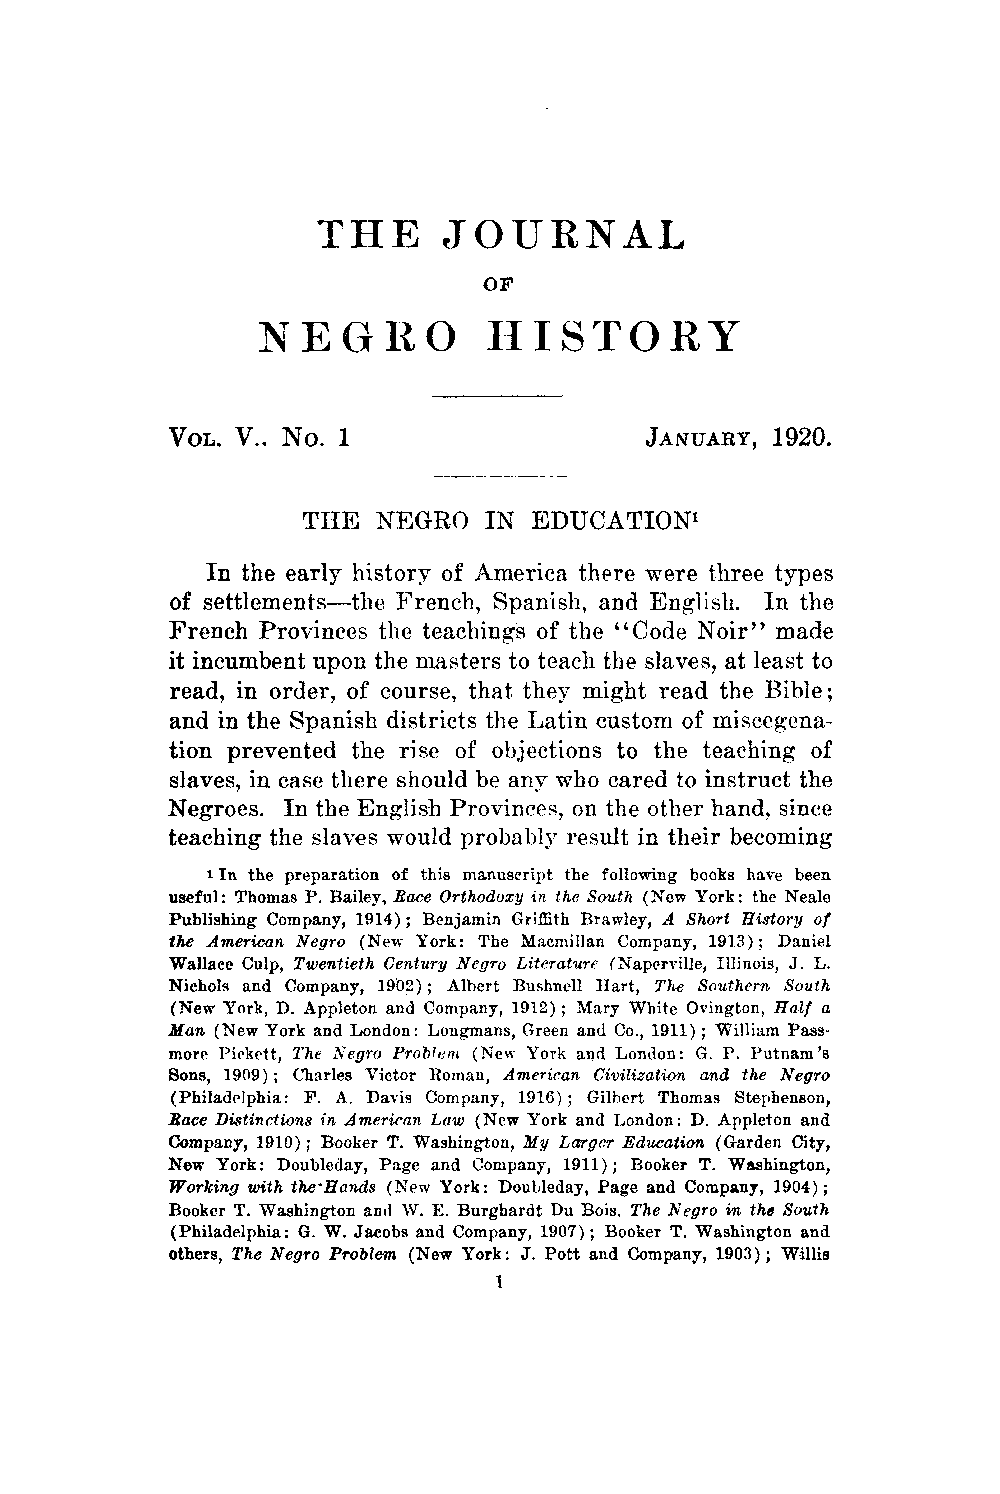 THE JOURNAL
OF
NEGRO HISTORY
VOL. V., NO. 1 JANUARY, 1920.
THE NEGRO IN EDUCATION¹
In the early history of America there were three types
of settlements—the French, Spanish, and English. In the
French Provinces the teachings of the "Code Noir" made
it incumbent upon the masters to teach the slaves, at least to
read, in order, of course, that they might read the Bible;
and in the Spanish districts the Latin custom of miscegena-
tion prevented the rise of objections to the teaching of
slaves, in case there should be any who cared to instruct the
Negroes. In the English Provinces, on the other hand, since
teaching the slaves would probably result in their becoming
¹ In the preparation of this manuscript the following books have been
useful: Thomas P. Bailey, Race Orthodoxy in the South (New York: the Neale
Publishing Company, 1914); Benjamin Griffith Brawley, A Short History of
the American Negro (New York: The Macmillan Company, 1913); Daniel
Wallace Culp, Twentieth Century Negro Literature (Naperville, Illinois, J. L.
Nichols and Company, 1902); Albert Bushnell Hart, The Southern South
(New York, D. Appleton and Company, 1912); Mary White Ovington, Half a
Man (New York and London: Longmans, Green and Co., 1911); William Pass-
more Pickett, The Negro Problem (New York and London: G. P. Putnam's
Sons, 1909); Charles Victor Roman, American Civilization and the Negro
(Philadelphia: F. A. Davis Company, 1916); Gilbert Thomas Stephenson,
Race Distinctions in American Law (New York and London: D. Appleton and
Company, 1910); Booker T. Washington, My Larger Education (Garden City,
New York: Doubleday, Page and Company, 1911); Booker T. Washington,
Working with the Hands (New York: Doubleday, Page and Company, 1904);
Booker T. Washington and W. E. Burghardt Du Bois, The Negro in the South
(Philadelphia: G. W. Jacobs and Company, 1907); Booker T. Washington and
others, The Negro Problem (New York: J. Pott and Company, 1903); Willis
1